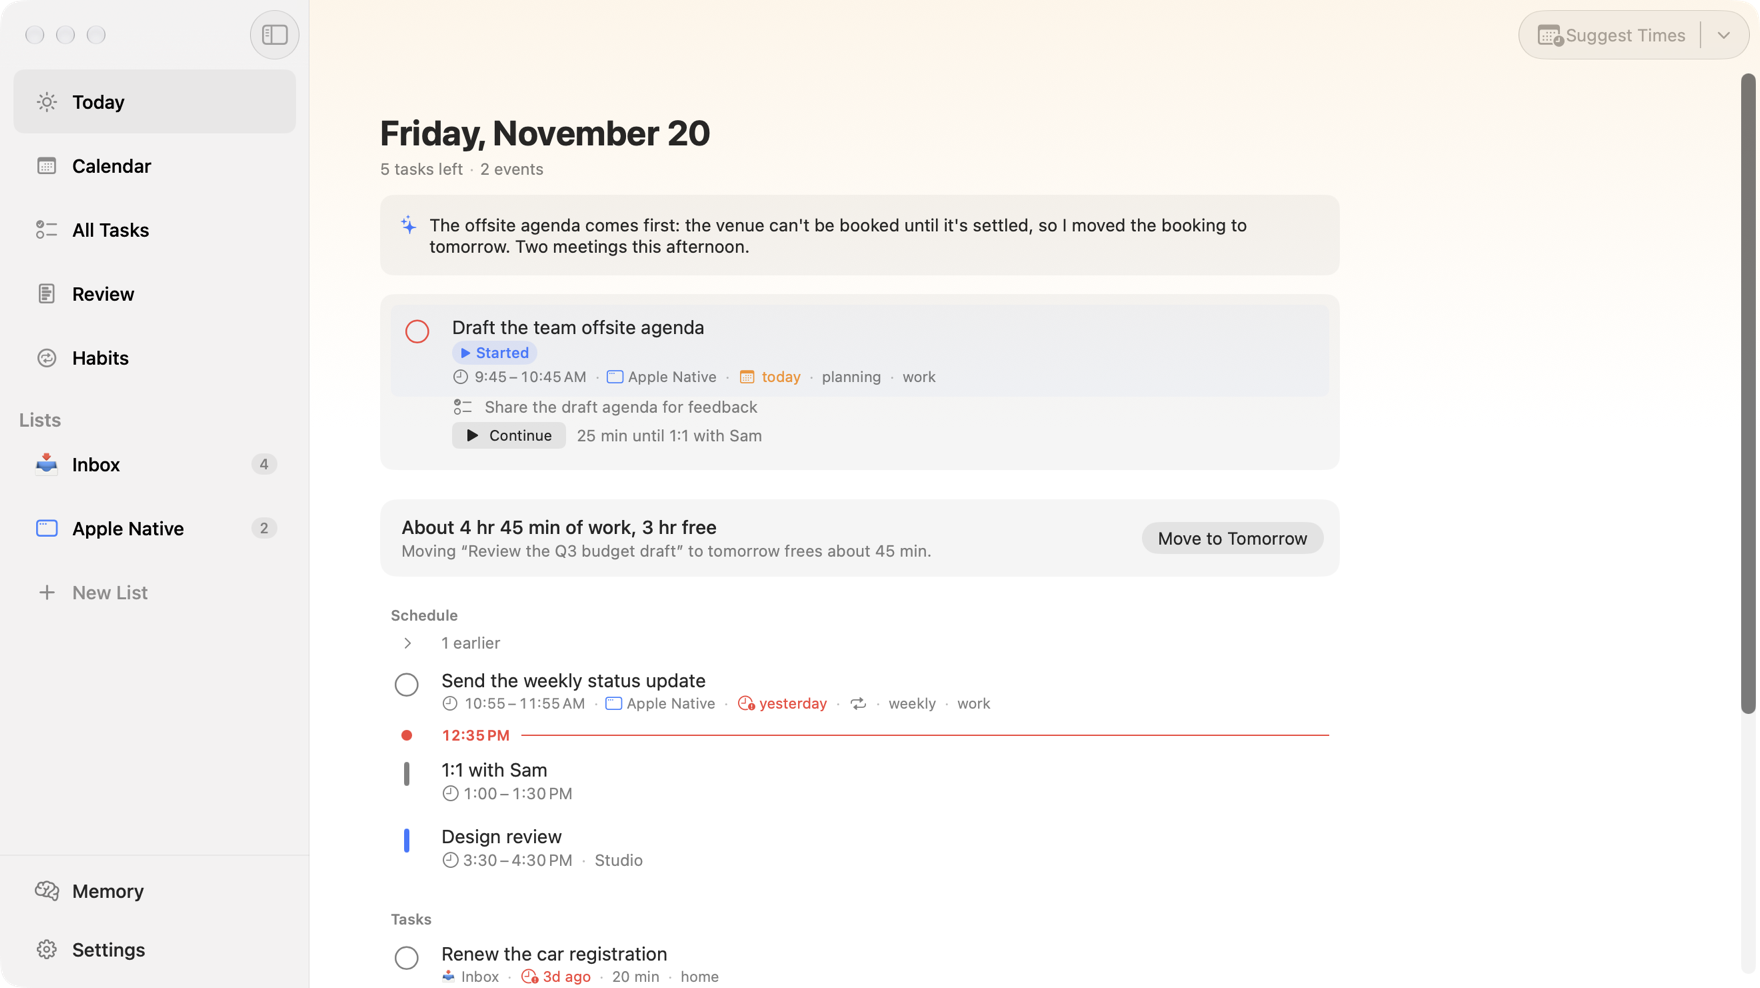 Suggest Times
Today
Calendar
All Tasks
Review
Habits
Lists
Inbox 4
Apple Native 2
New List
Memory
Settings
Friday, November 20
5 tasks left · 2 events
The offsite agenda comes first: the venue can't be booked until it's settled, so I moved the booking to
tomorrow. Two meetings this afternoon.
Draft the team offsite agenda
Started
9:45 – 10:45 AM · Apple Native · today · planning · work
Share the draft agenda for feedback
Continue 25 min until 1:1 with Sam
About 4 hr 45 min of work, 3 hr free
Moving “Review the Q3 budget draft” to tomorrow frees about 45 min.
Move to Tomorrow
Schedule
1 earlier
Send the weekly status update
10:55 – 11:55 AM · Apple Native · yesterday · weekly · work
12:35 PM
1:1 with Sam
1:00 – 1:30 PM
Design review
3:30 – 4:30 PM · Studio
Tasks
Renew the car registration
Inbox · 3d ago · 20 min · home